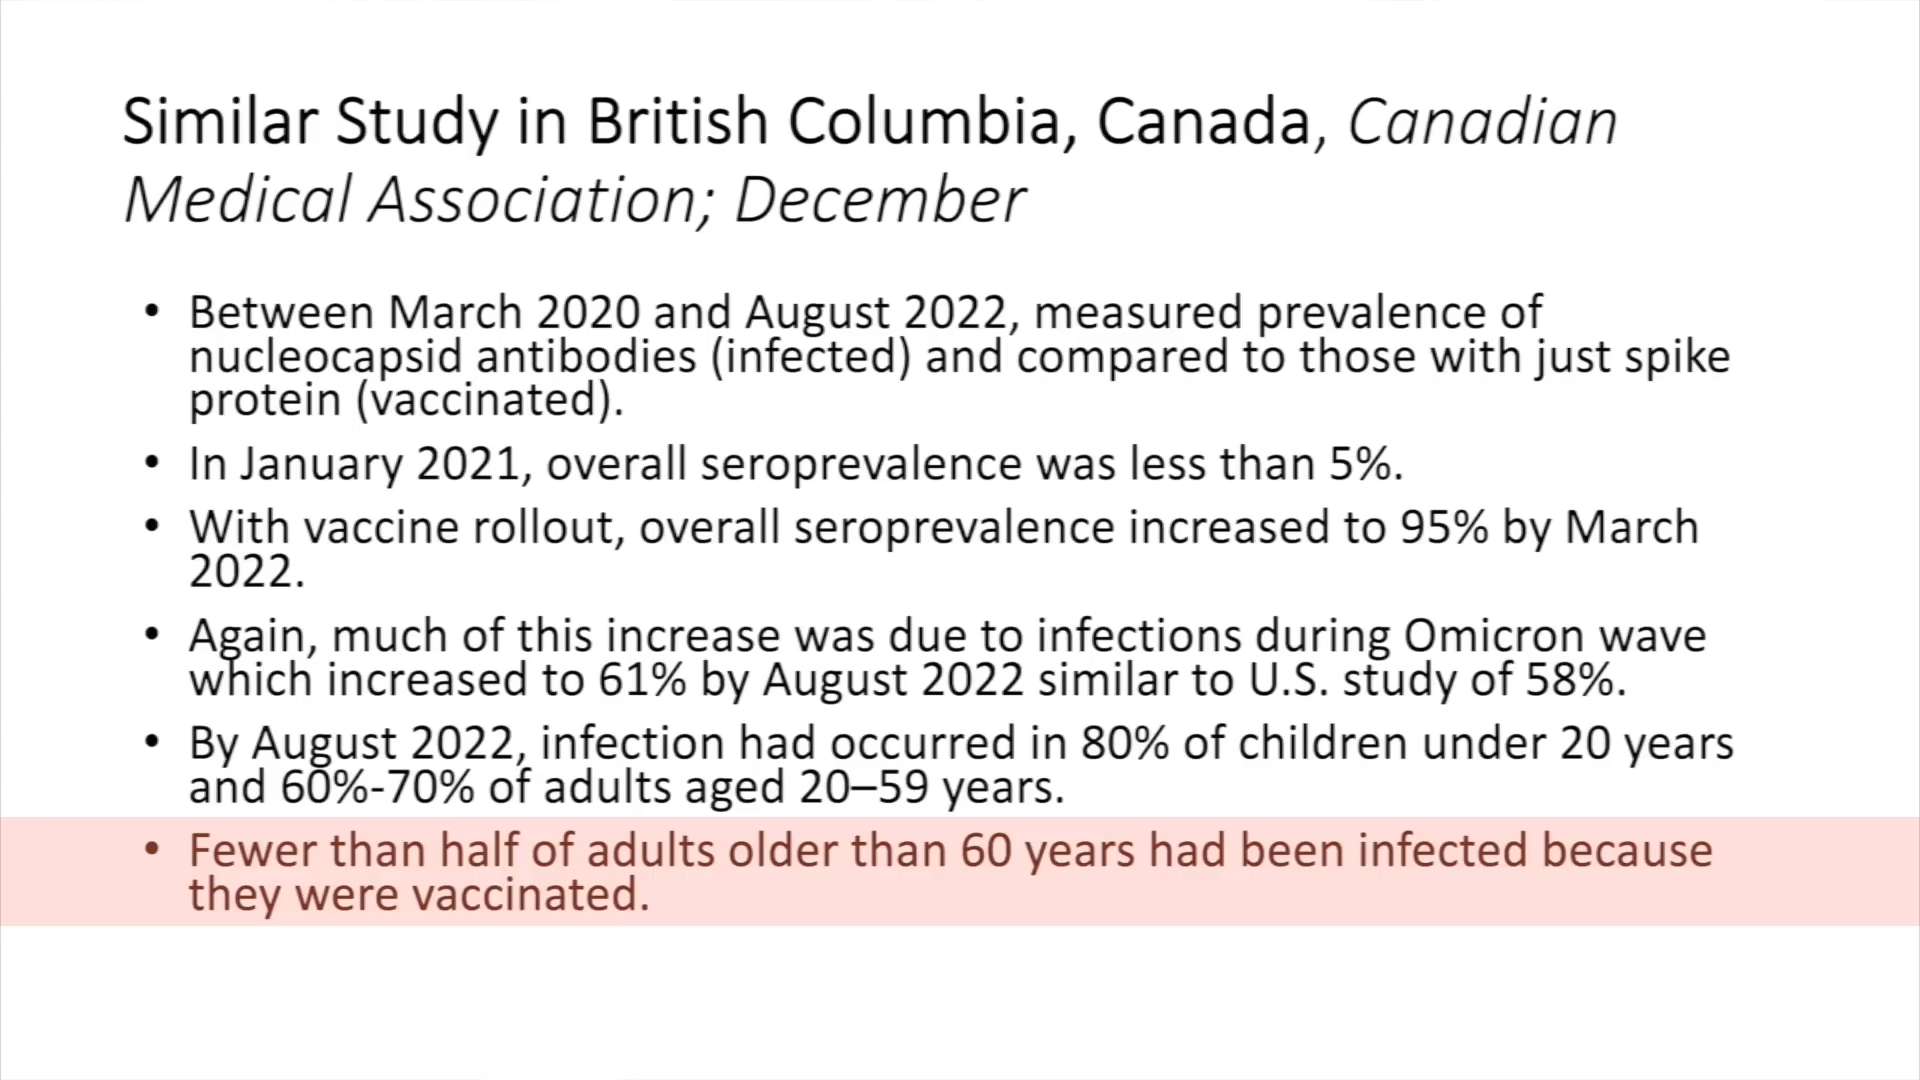 Similar Study in British Columbia, Canada, Canadian
Medical Association; December
• Between March 2020 and August 2022, measured prevalence of
nucleocapsid antibodies (infected) and compared to those with just spike
protein (vaccinated).
• In January 2021, overall seroprevalence was less than 5%.
• With vaccine rollout, overall seroprevalence increased to 95% by March
2022.
• Again, much of this increase was due to infections during Omicron wave
which increased to 61% by August 2022 similar to U.S. study of 58%.
• By August 2022, infection had occurred in 80% of children under 20 years
and 60%-70% of adults aged 20–59 years.
• Fewer than half of adults older than 60 years had been infected because
they were vaccinated.